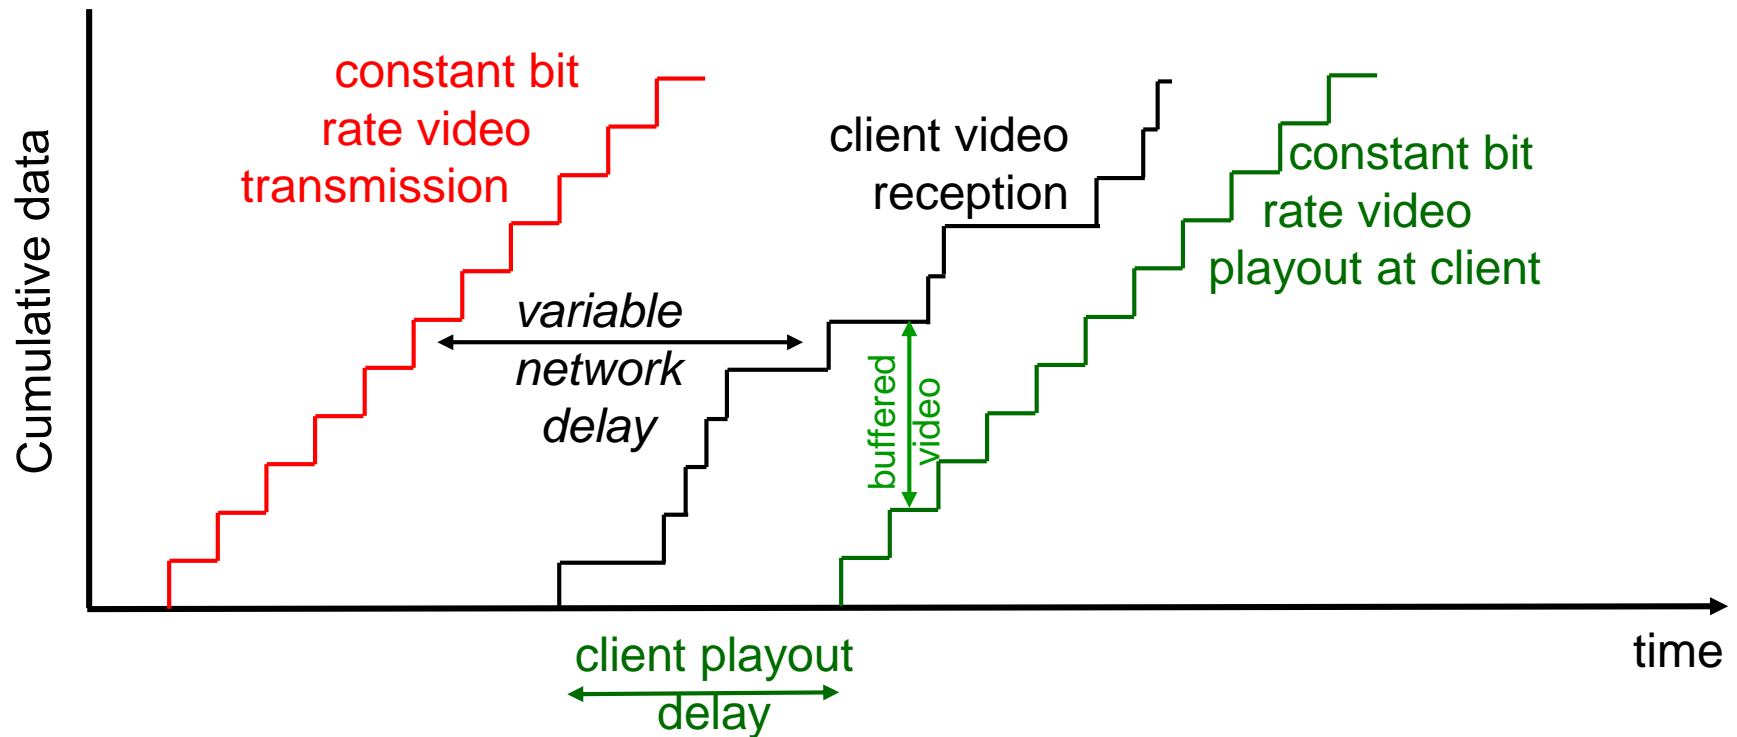 constant bit
rate video
transmission
client video
reception
constant bit
rate video
playout at client
Cumulative data
variable
network
delay
buffered
video
client playout
delay
time